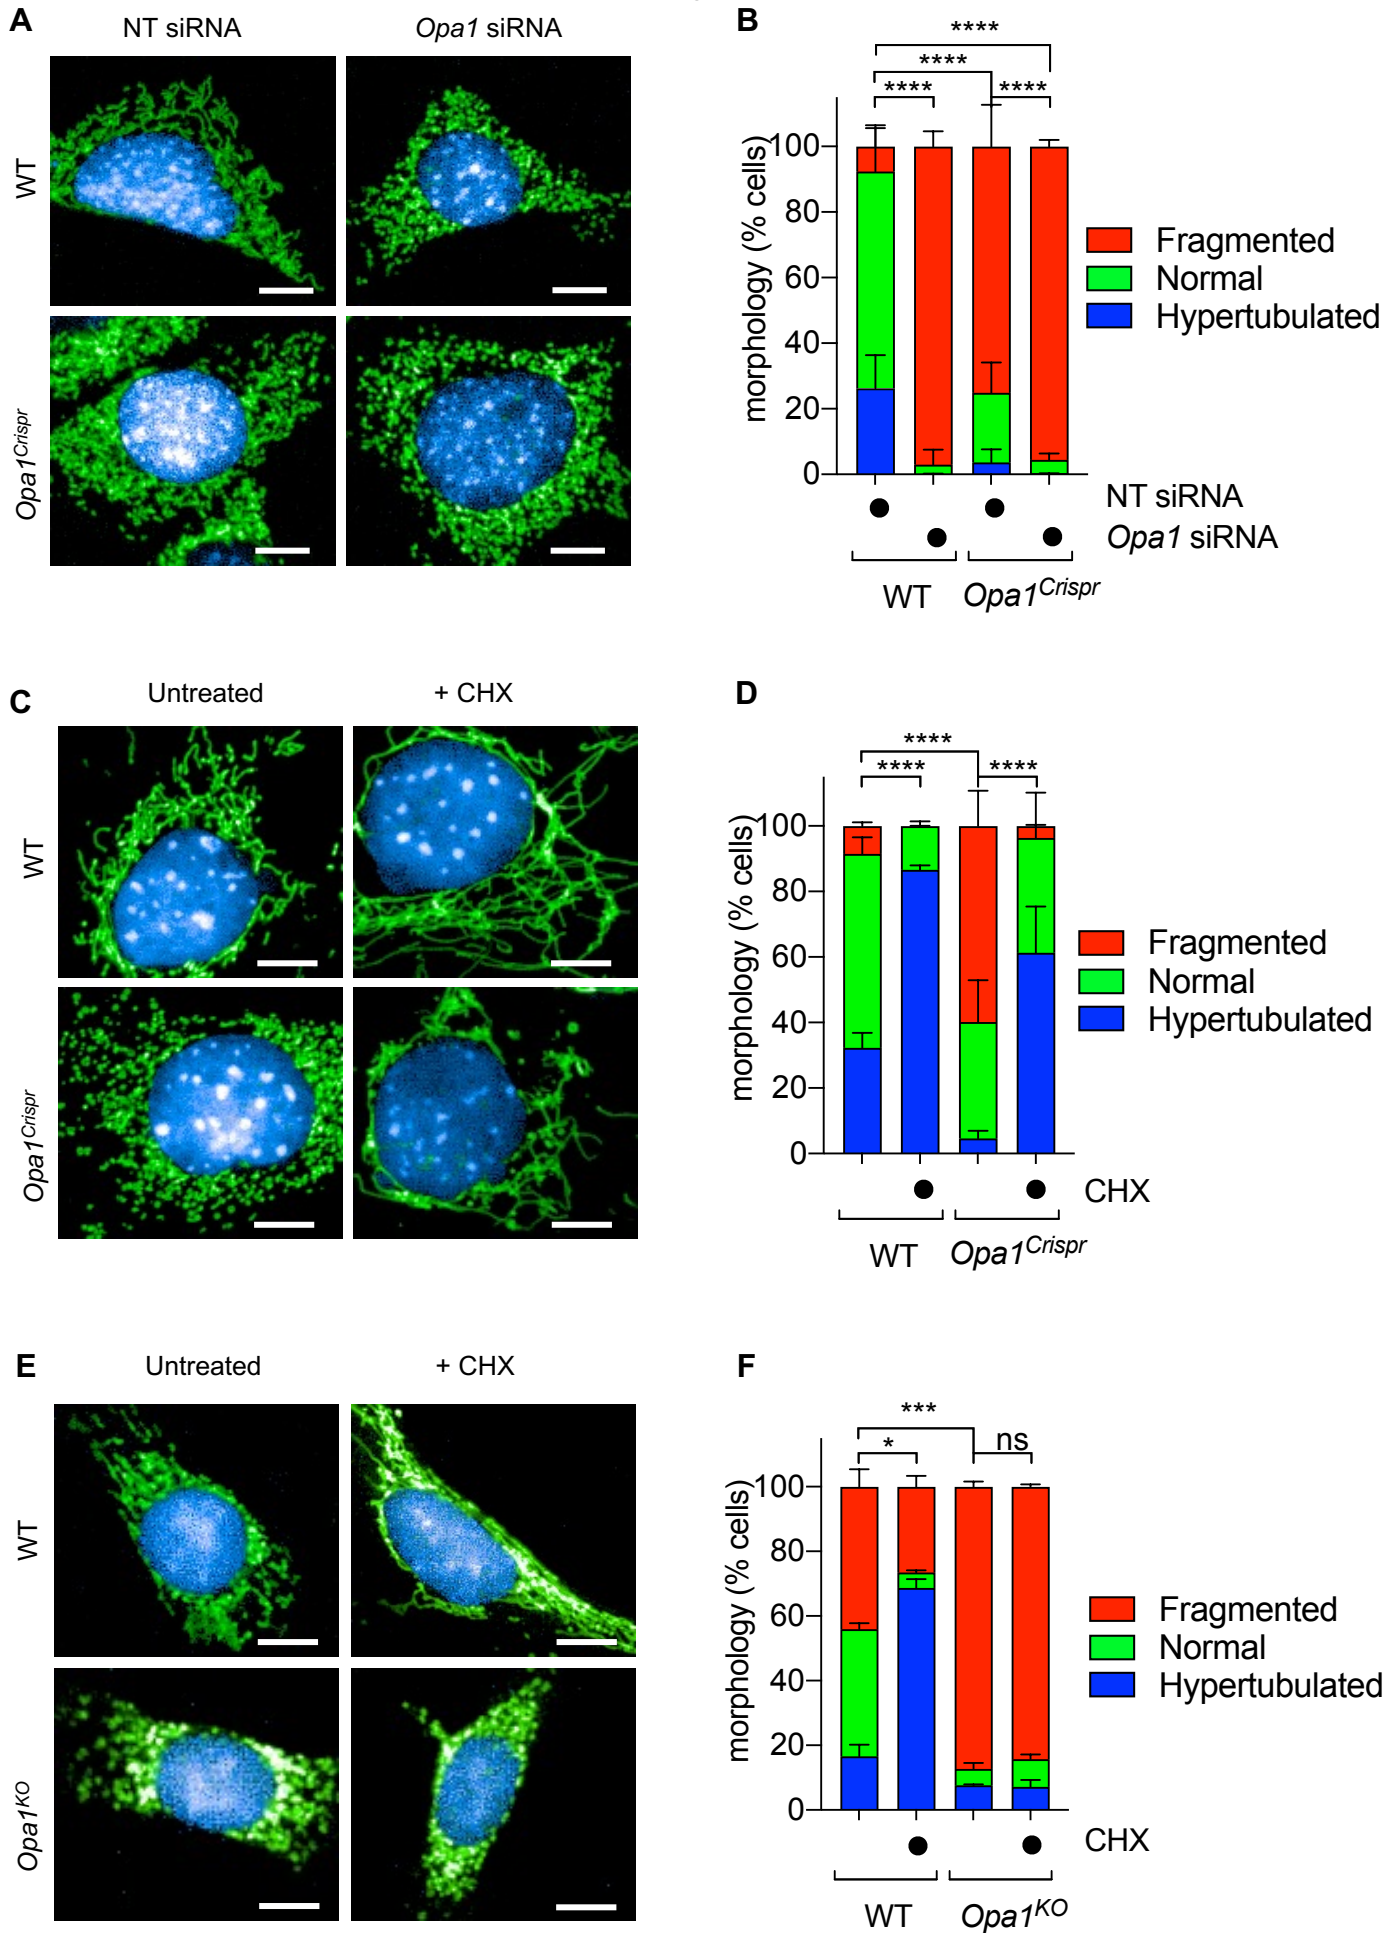 A
NT siRNA
Opa1 siRNA
WT
Opa1Crispr
B
****
****
****
****
morphology (% cells)
100
80
60
40
20
0
Fragmented
Normal
Hypertubulated
NT siRNA
Opa1 siRNA
WT
Opa1Crispr
C
Untreated
+ CHX
WT
Opa1Crispr
D
****
****
****
morphology (% cells)
100
80
60
40
20
0
Fragmented
Normal
Hypertubulated
CHX
WT
Opa1Crispr
E
Untreated
+ CHX
WT
Opa1KO
F
***
*
ns
morphology (% cells)
100
80
60
40
20
0
Fragmented
Normal
Hypertubulated
CHX
WT
Opa1KO